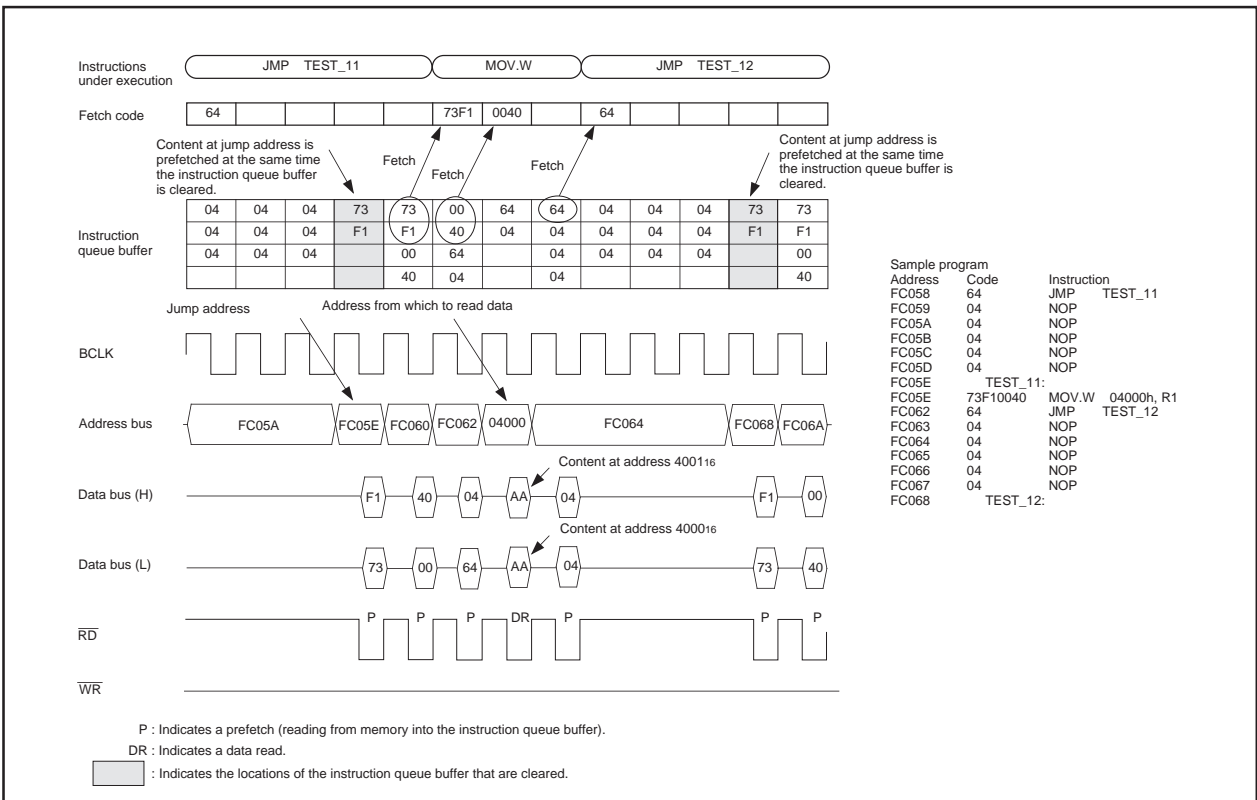 Instructions
under execution
JMP TEST_11
MOV.W
JMP TEST_12
Fetch code
64
73F1
0040
64
Content at jump address is
prefetched at the same time
the instruction queue buffer
is cleared.
Fetch
Fetch
Fetch
Content at jump address is
prefetched at the same time
the instruction queue buffer is
cleared.
Instruction
queue buffer
04 04 04 73 73 00 64 64 04 04 04 73 73
04 04 04 F1 F1 40 04 04 04 04 04 F1 F1
04 04 04 00 64 04 04 04 04 00
40 04 04 40
Jump address
Address from which to read data
BCLK
Address bus
FC05A FC05E FC060 FC062 04000 FC064 FC068 FC06A
Content at address 400116
Data bus (H)
F1 40 04 AA 04 F1 00
Content at address 400016
Data bus (L)
73 00 64 AA 04 73 40
RD
P P P DR P P P
WR
P : Indicates a prefetch (reading from memory into the instruction queue buffer).
DR : Indicates a data read.
: Indicates the locations of the instruction queue buffer that are cleared.
Sample program
Address Code Instruction
FC058 64 JMP TEST_11
FC059 04 NOP
FC05A 04 NOP
FC05B 04 NOP
FC05C 04 NOP
FC05D 04 NOP
FC05E TEST_11:
FC05E 73F10040 MOV.W 04000h, R1
FC062 64 JMP TEST_12
FC063 04 NOP
FC064 04 NOP
FC065 04 NOP
FC066 04 NOP
FC067 04 NOP
FC068 TEST_12: